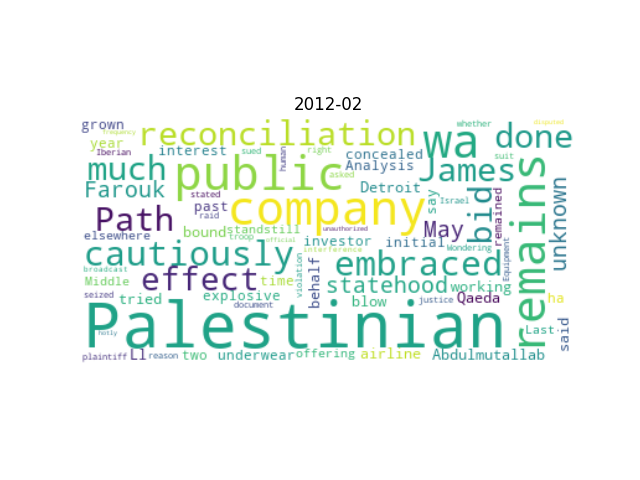 2012-02
grown
frequency
year
Iberian
reconciliation
sued
human
right
whether
disputed
interest
concealed
Analysis
asked
wa
suit
done
much
Farouk
public
stated
past
raid
company
unauthorized
Detroit
James
say
Israel
bid
remained
remains
unknown
Path
elsewhere
bound
troop
standstill
official
interference
investor
initial
May
Wondering
Equipment
cautiously
broadcast
Middle
effect
time
violation
behalf
embraced
statehood
working
seized
tried
explosive
document
blow
justice
Qaeda
ha
Palestinian
Last
said
plaintiff
Ll
reason
two
underwear
offering
airline
Abdulmutallab